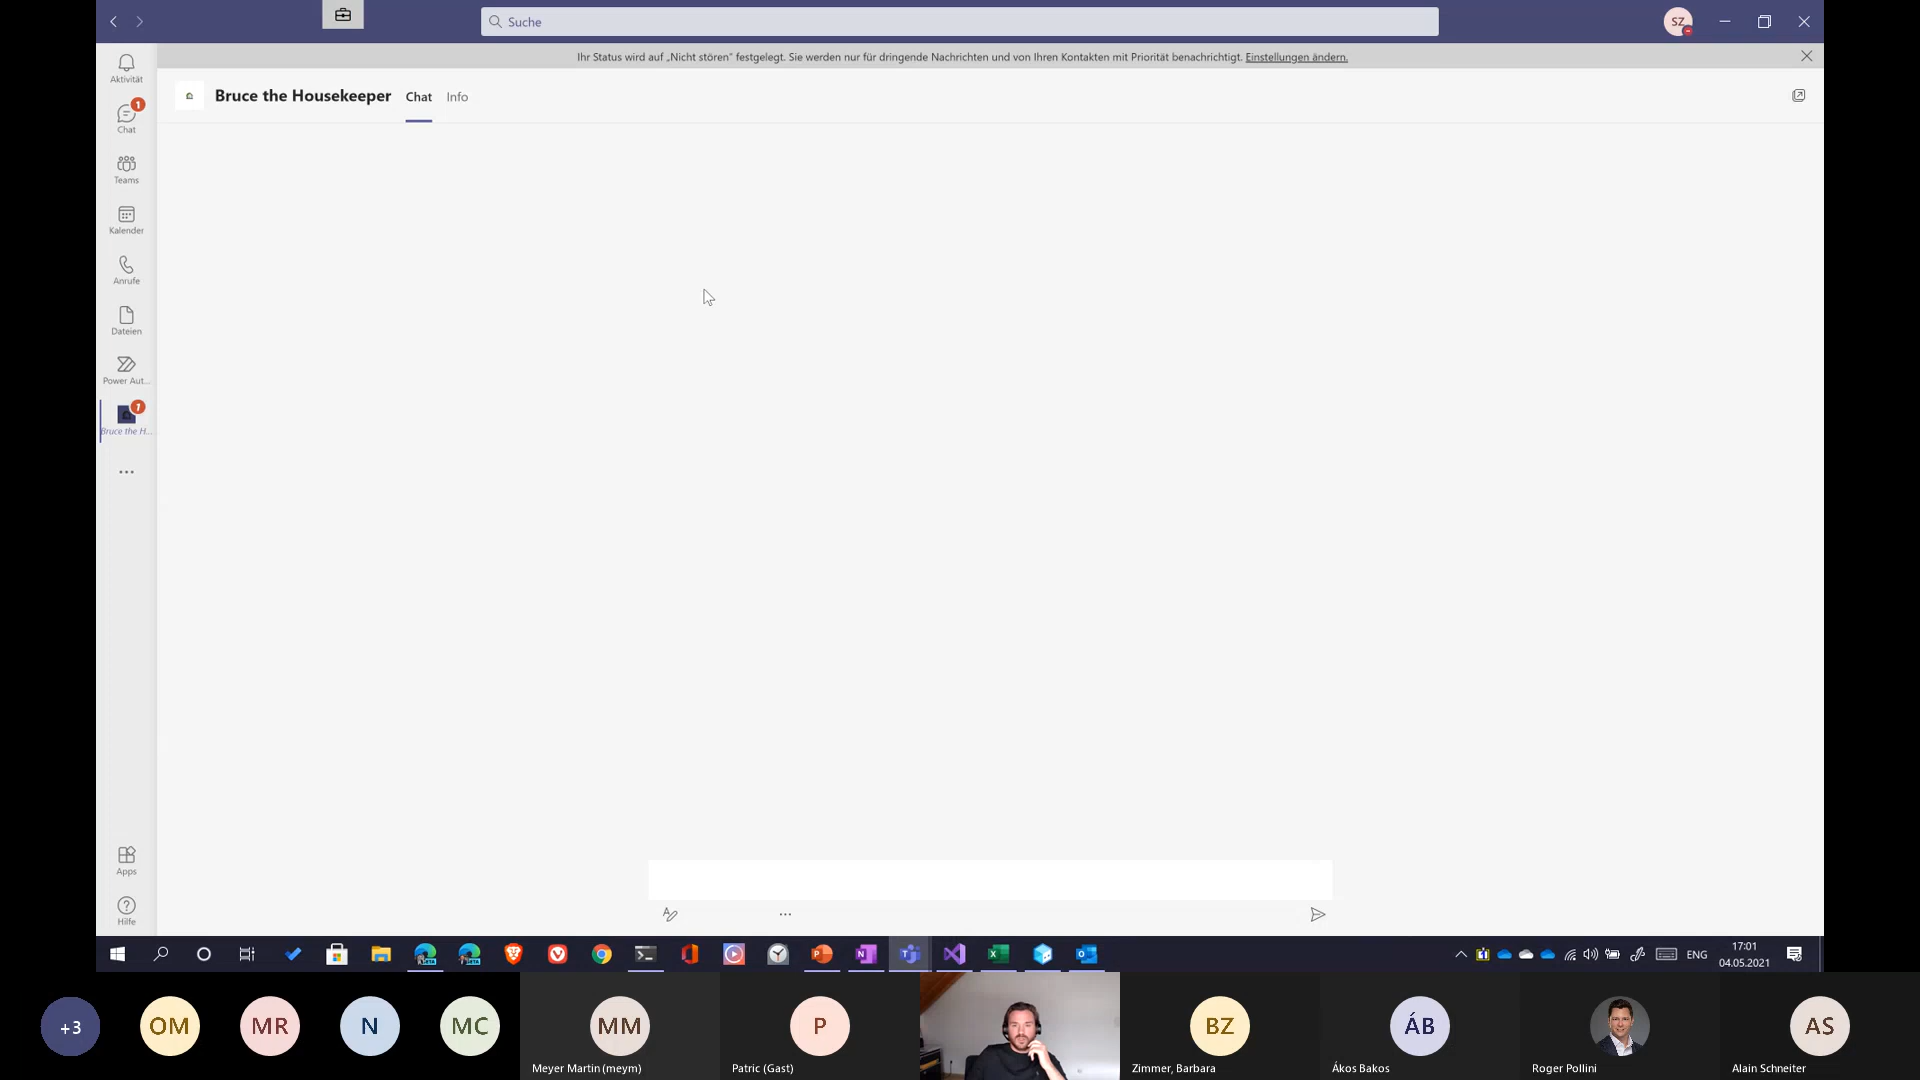 Suche
SZ
Ihr Status wird auf „Nicht stören" festgelegt. Sie werden nur für dringende Nachrichten und von Ihren Kontakten mit Priorität benachrichtigt. Einstellungen ändern.
Bruce the Housekeeper
Chat
Info
Aktivität
1
Chat
Teams
Kalender
Anrufe
Dateien
Power Aut...
1
Bruce the H...
Apps
Hilfe
ENG
17:01
04.05.2021
+3
OM
MR
N
MC
MM
Meyer Martin (meym)
P
Patric (Gast)
BZ
Zimmer, Barbara
ÁB
Ákos Bakos
Roger Pollini
AS
Alain Schneiter